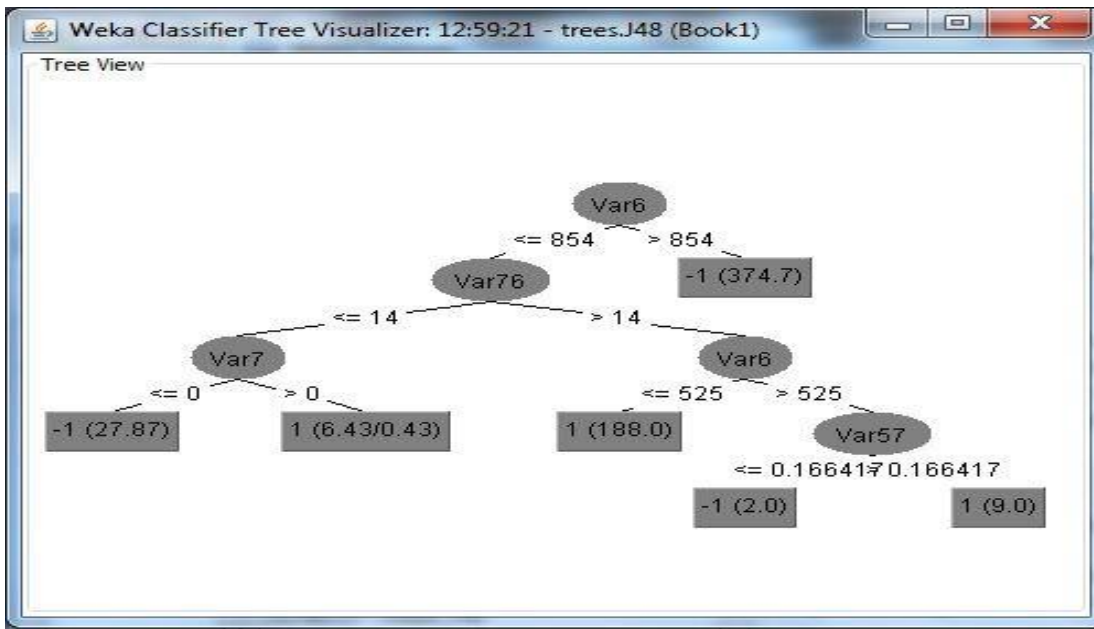 Weka Classifier Tree Visualizer: 12:59:21 - trees.J48 (Book1)
Tree View
Var6
<= 854 > 854
Var76 -1 (374.7)
<= 14 > 14
Var7 Var6
<= 0 > 0 <= 525 > 525
-1 (27.87) 1 (6.43/0.43) 1 (188.0) Var57
<= 0.166417 > 0.166417
-1 (2.0) 1 (9.0)